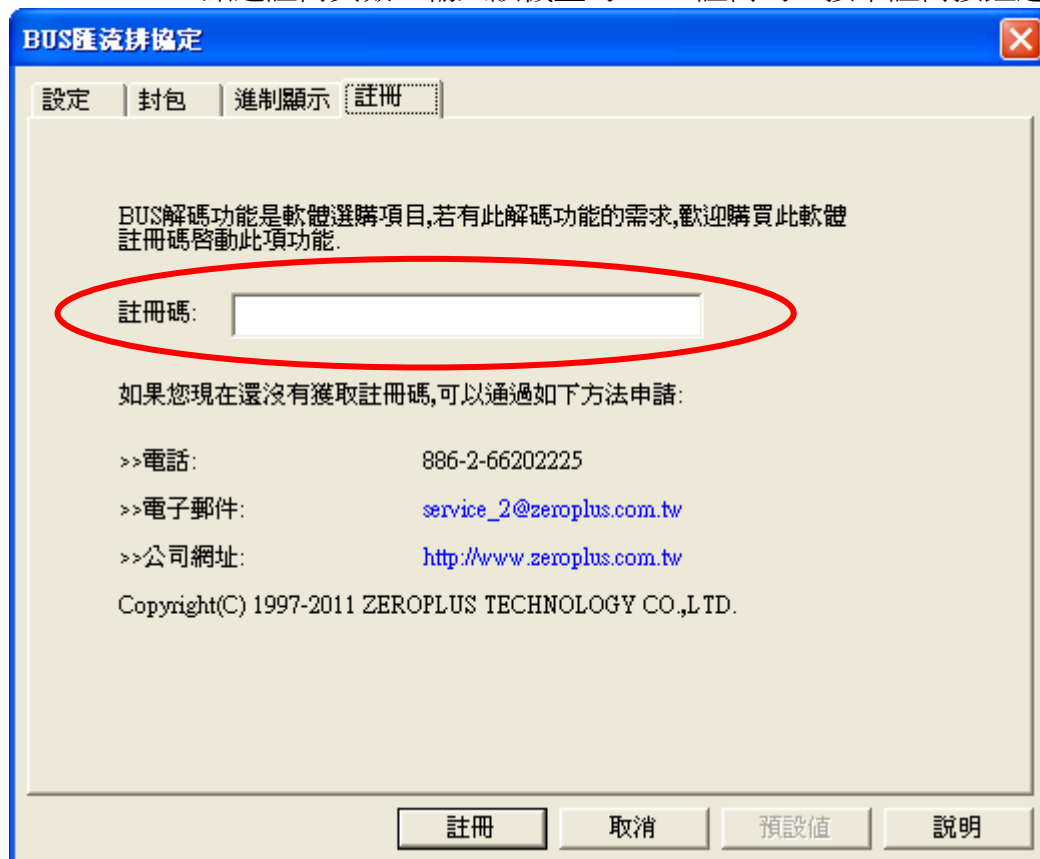 BUS匯流排協定
設定 封包 進制顯示 註冊
BUS解碼功能是軟體選購項目,若有此解碼功能的需求,歡迎購買此軟體
註冊碼啓動此項功能.
註冊碼:
如果您現在還沒有獲取註冊碼,可以通過如下方法申請:
>>電話: 886-2-66202225
>>電子郵件: service_2@zeroplus.com.tw
>>公司網址: http://www.zeroplus.com.tw
Copyright(C) 1997-2011 ZEROPLUS TECHNOLOGY CO.,LTD.
註冊 取消 預設值 說明